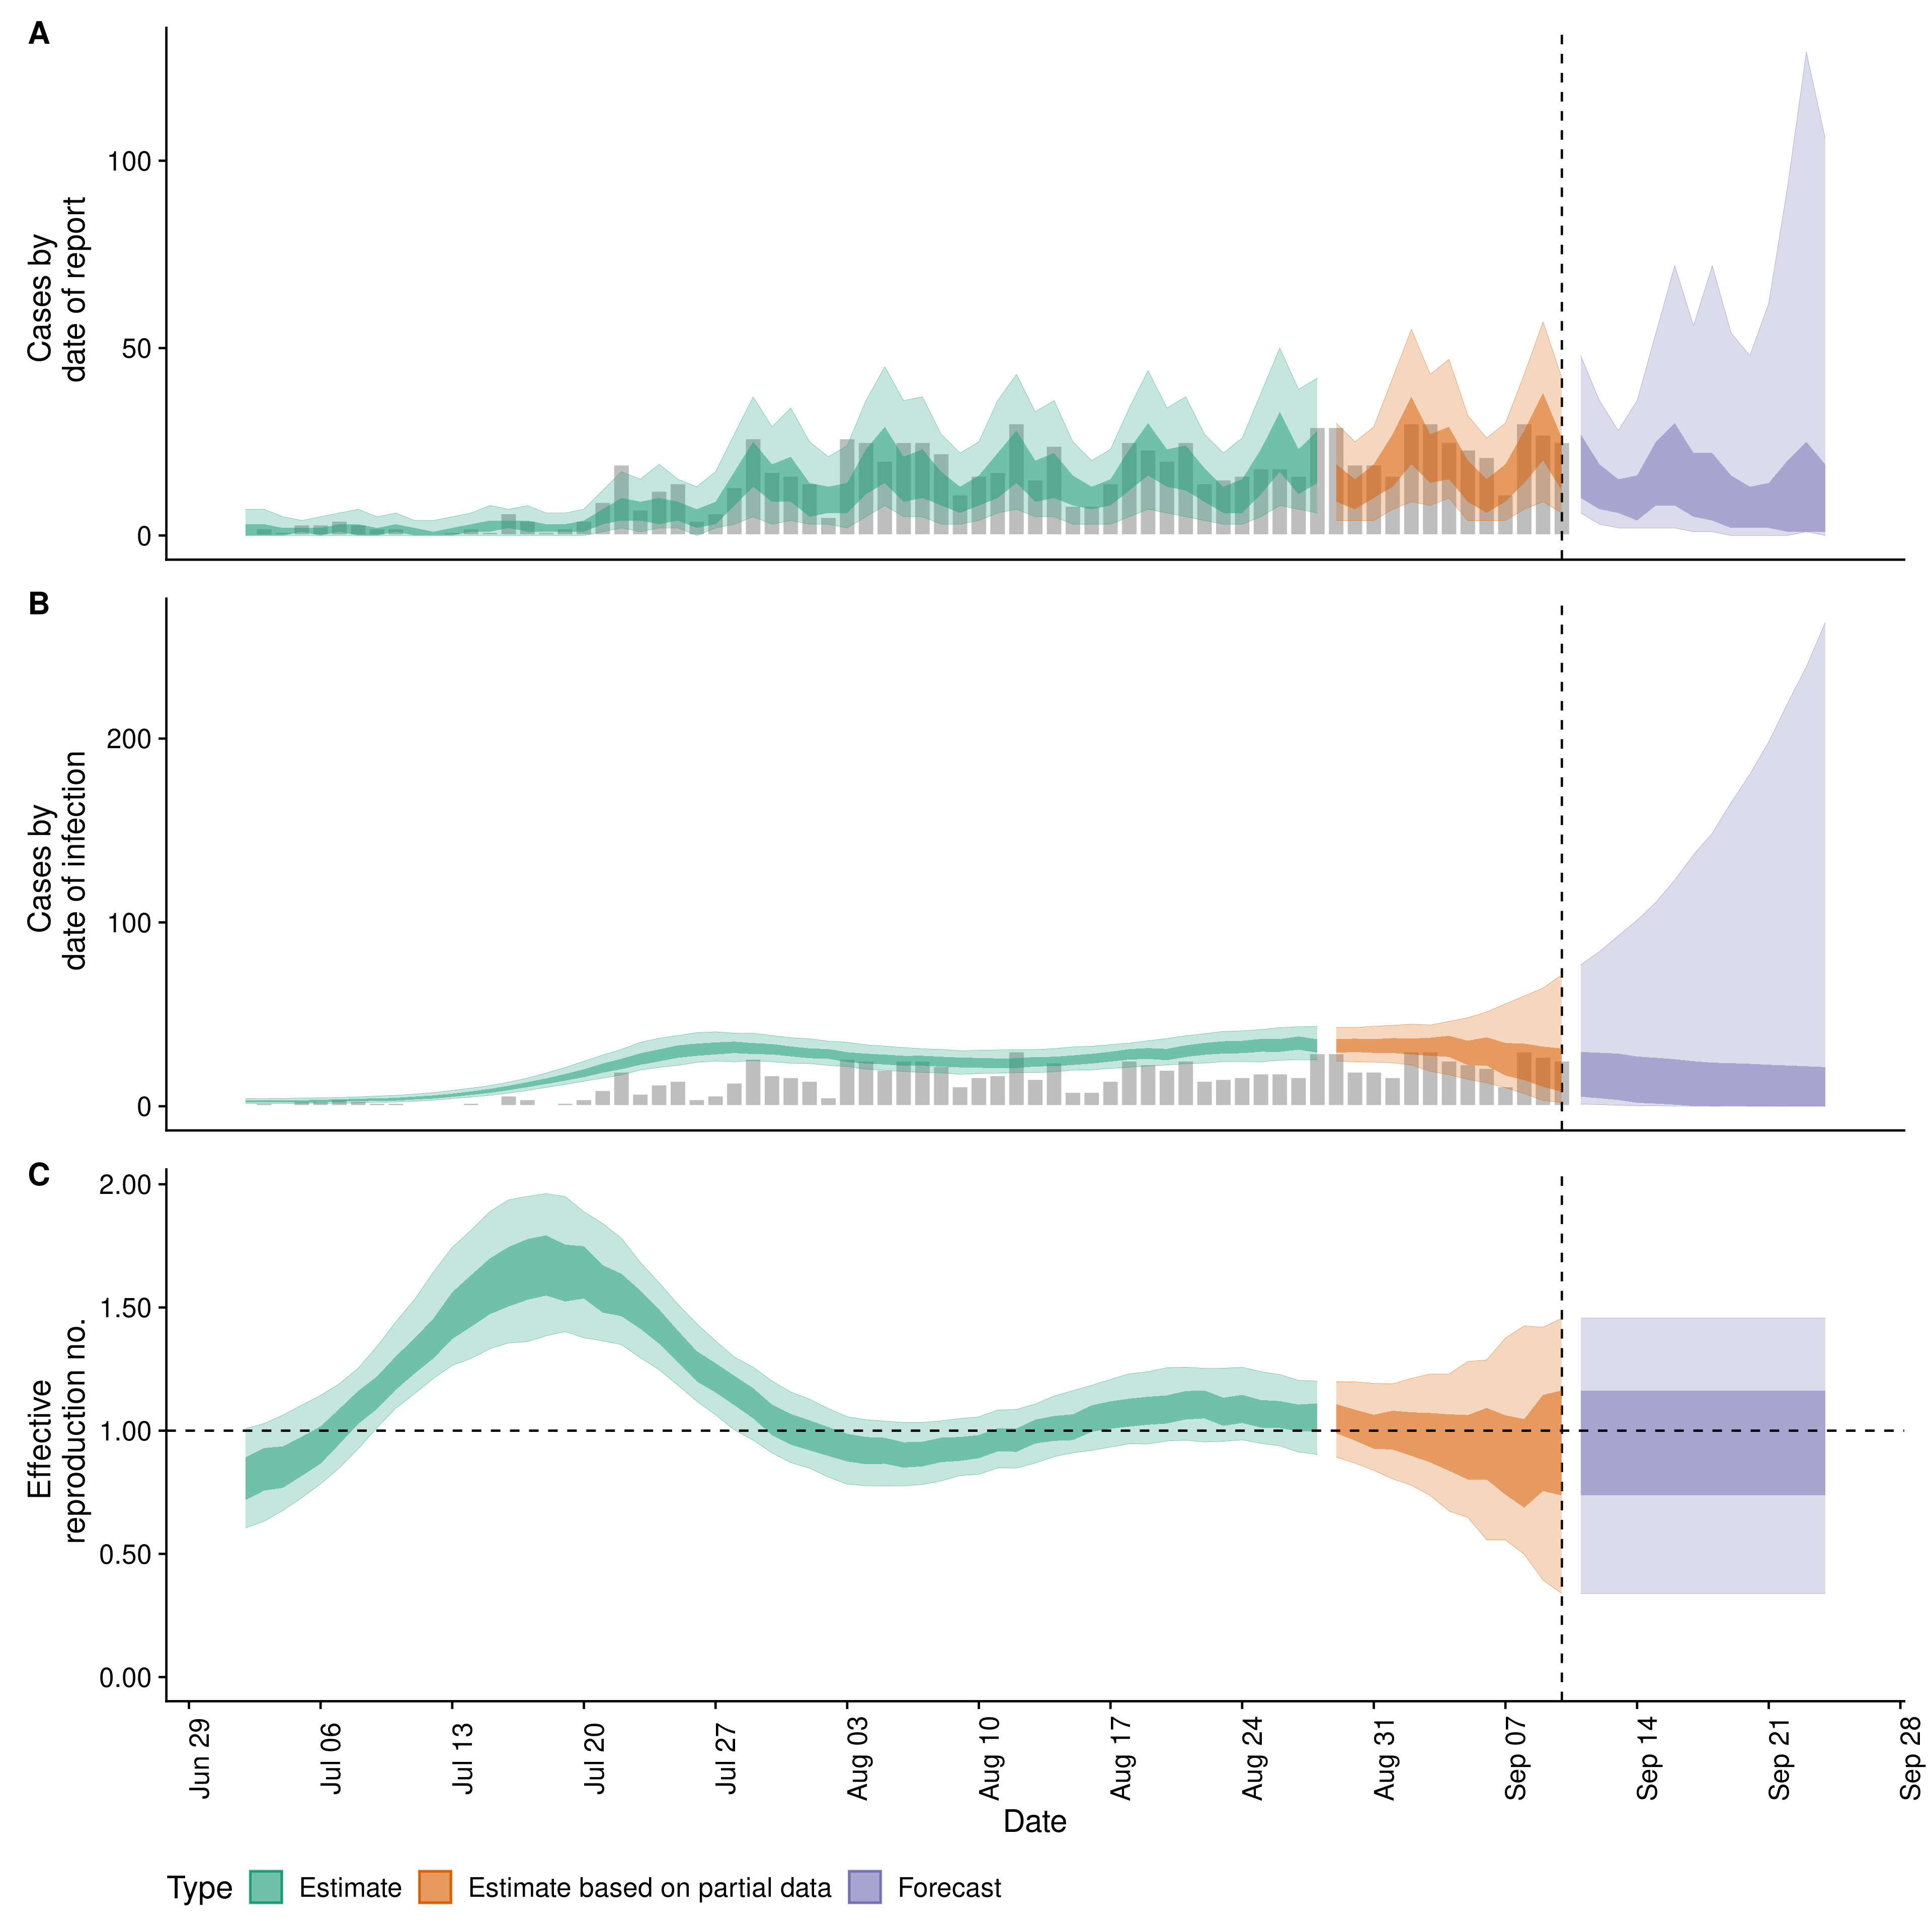 A
Cases by
date of report
100
50
0
B
Cases by
date of infection
200
100
0
C
Effective
reproduction no.
2.00
1.50
1.00
0.50
0.00
Jun 29
Jul 06
Jul 13
Jul 20
Jul 27
Aug 03
Aug 10
Aug 17
Aug 24
Aug 31
Sep 07
Sep 14
Sep 21
Sep 28
Date
Type Estimate Estimate based on partial data Forecast